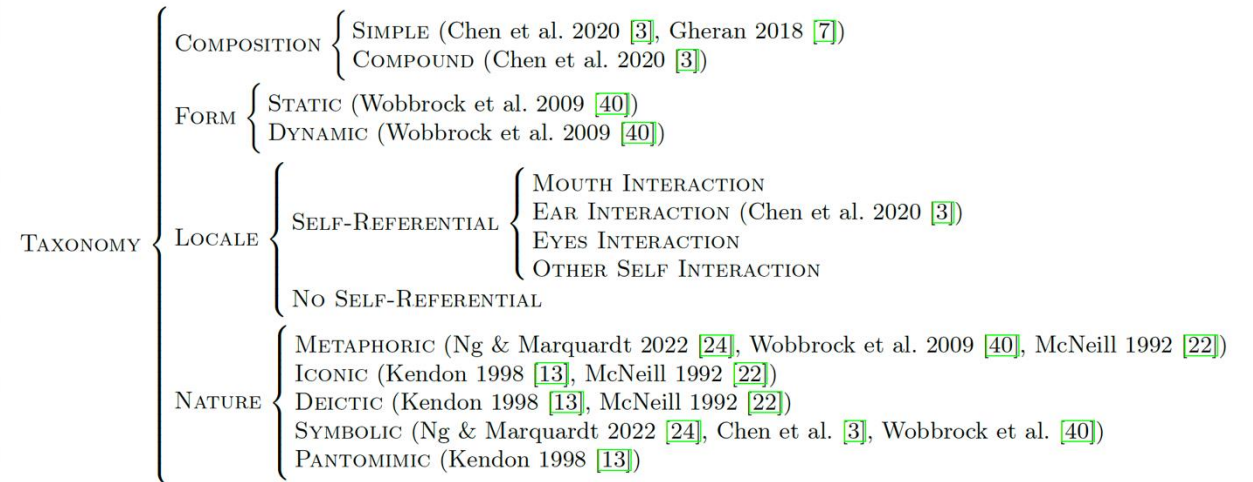 COMPOSITION
SIMPLE (Chen et al. 2020 [3], Gheran 2018 [7])
COMPOUND (Chen et al. 2020 [3])
FORM
STATIC (Wobbrock et al. 2009 [40])
DYNAMIC (Wobbrock et al. 2009 [40])
TAXONOMY
LOCALE
SELF-REFERENTIAL
MOUTH INTERACTION
EAR INTERACTION (Chen et al. 2020 [3])
EYES INTERACTION
OTHER SELF INTERACTION
NO SELF-REFERENTIAL
NATURE
METAPHORIC (Ng & Marquardt 2022 [24], Wobbrock et al. 2009 [40], McNeill 1992 [22])
ICONIC (Kendon 1998 [13], McNeill 1992 [22])
DEICTIC (Kendon 1998 [13], McNeill 1992 [22])
SYMBOLIC (Ng & Marquardt 2022 [24], Chen et al. [3], Wobbrock et al. [40])
PANTOMIMIC (Kendon 1998 [13])